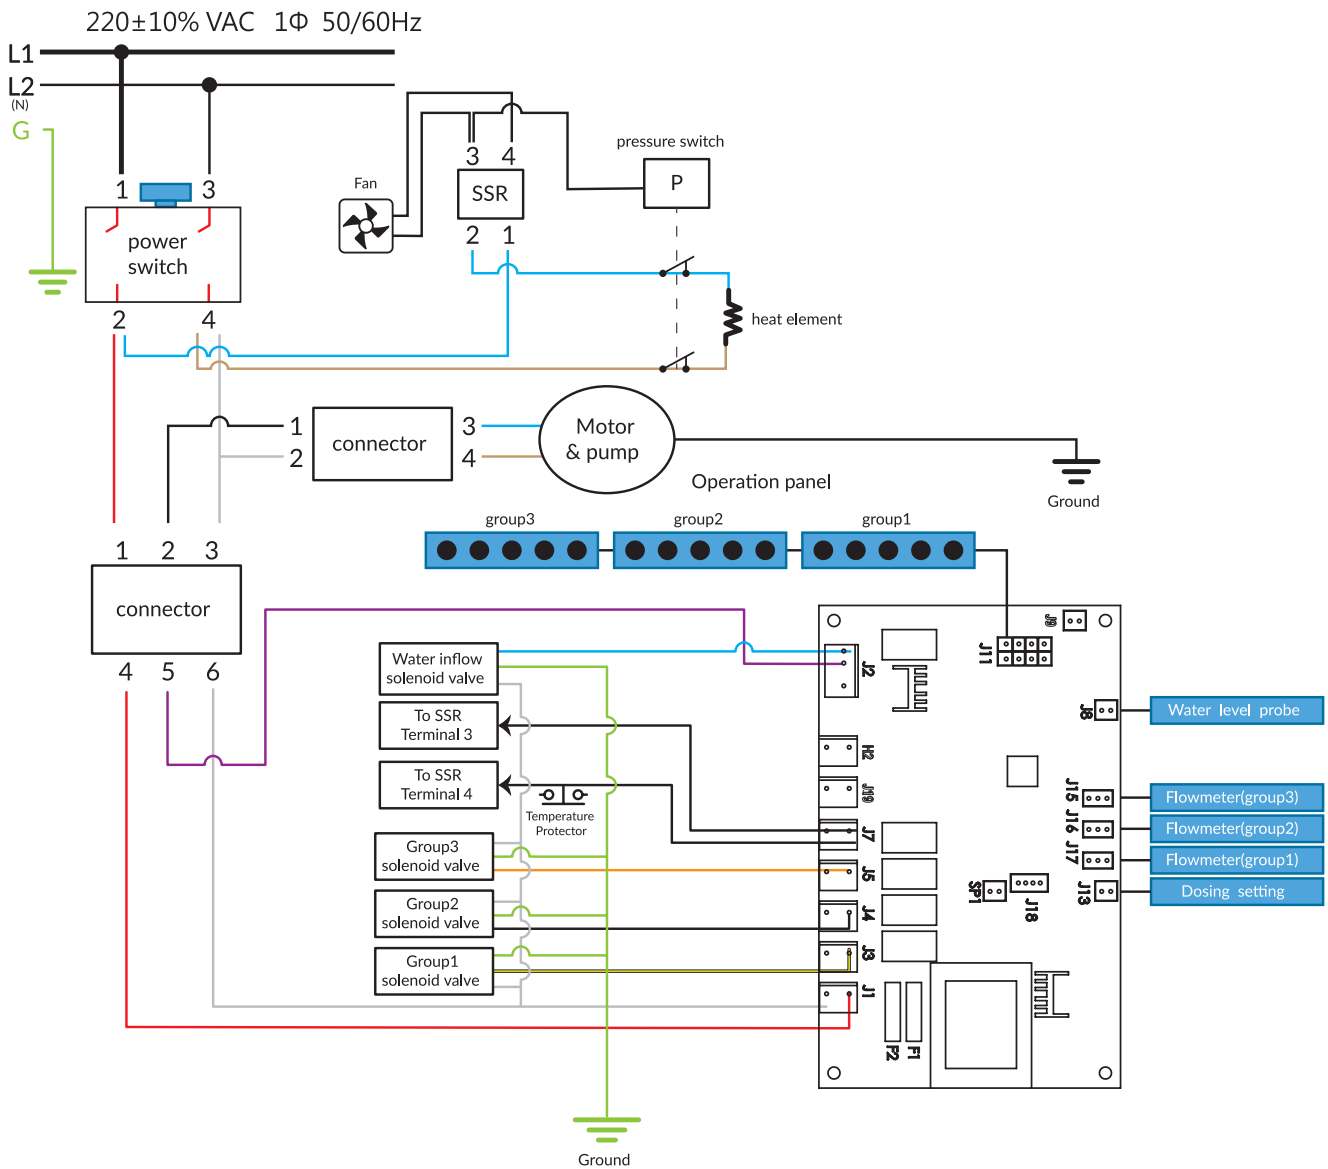 220±10% VAC 1Φ 50/60Hz
L1
L2
(N)
G
1
3
power
switch
2
4
Fan
3
4
SSR
2
1
pressure switch
P
heat element
1
2
connector
3
4
Motor
& pump
Ground
Operation panel
group3
group2
group1
1
2
3
connector
4
5
6
Water inflow
solenoid valve
To SSR
Terminal 3
To SSR
Terminal 4
Temperature
Protector
Group3
solenoid valve
Group2
solenoid valve
Group1
solenoid valve
Ground
J9
J11
J2
J8
Water level probe
H2
J19
J7
J5
J4
J3
J1
J15
Flowmeter(group3)
J16
Flowmeter(group2)
J17
Flowmeter(group1)
J13
Dosing setting
SP1
J18
F2
F1